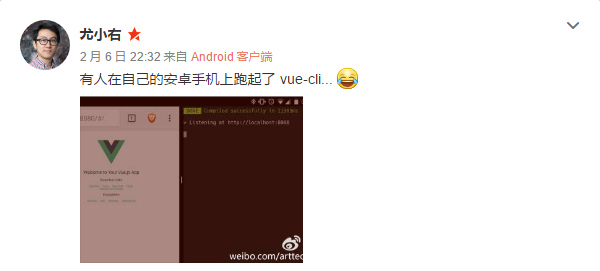 尤小右
2月6日 22:32 来自 Android 客户端
有人在自己的安卓手机上跑起了 vue-cli...
DONE Compiled successfully in
> Listening at http://localhost:8080
Welcome to Your Vue.js App
weibo.com/arttec